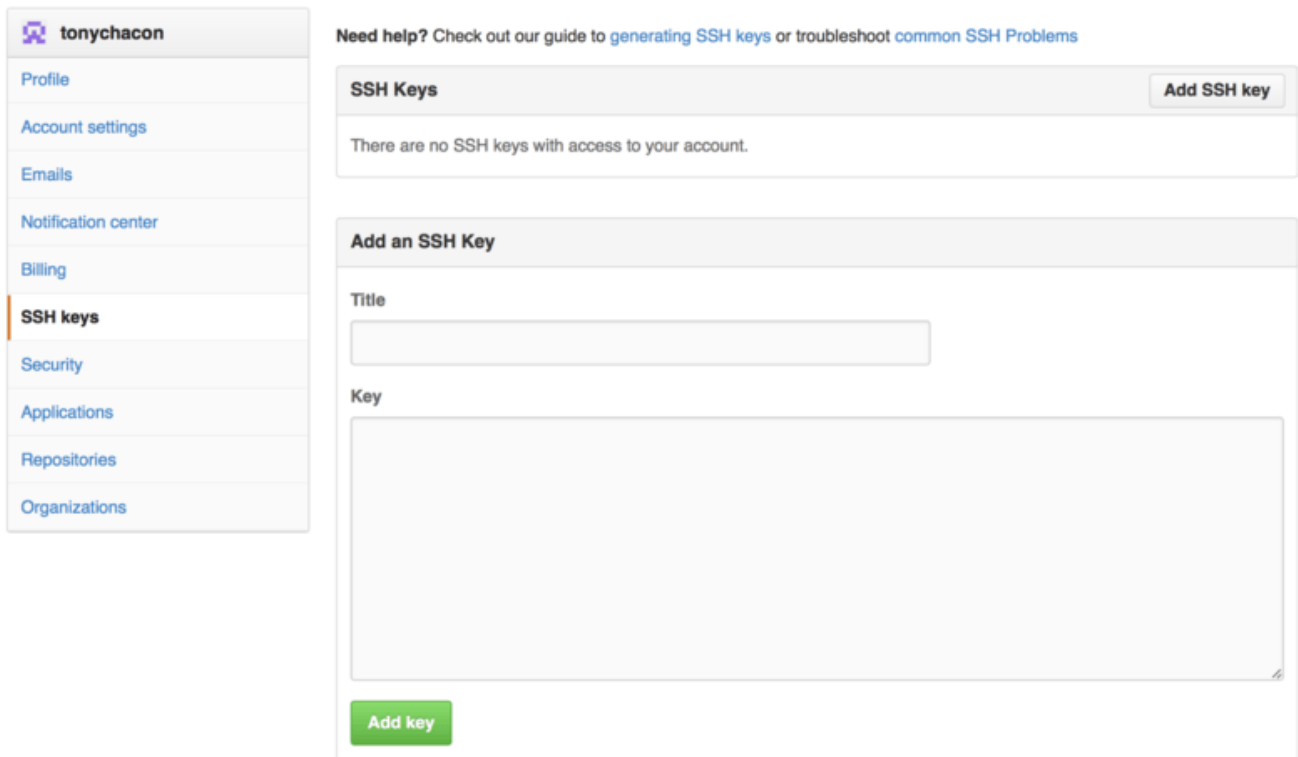 tonychacon
Profile
Account settings
Emails
Notification center
Billing
SSH keys
Security
Applications
Repositories
Organizations
Need help? Check out our guide to generating SSH keys or troubleshoot common SSH Problems
SSH Keys
Add SSH key
There are no SSH keys with access to your account.
Add an SSH Key
Title
Key
Add key